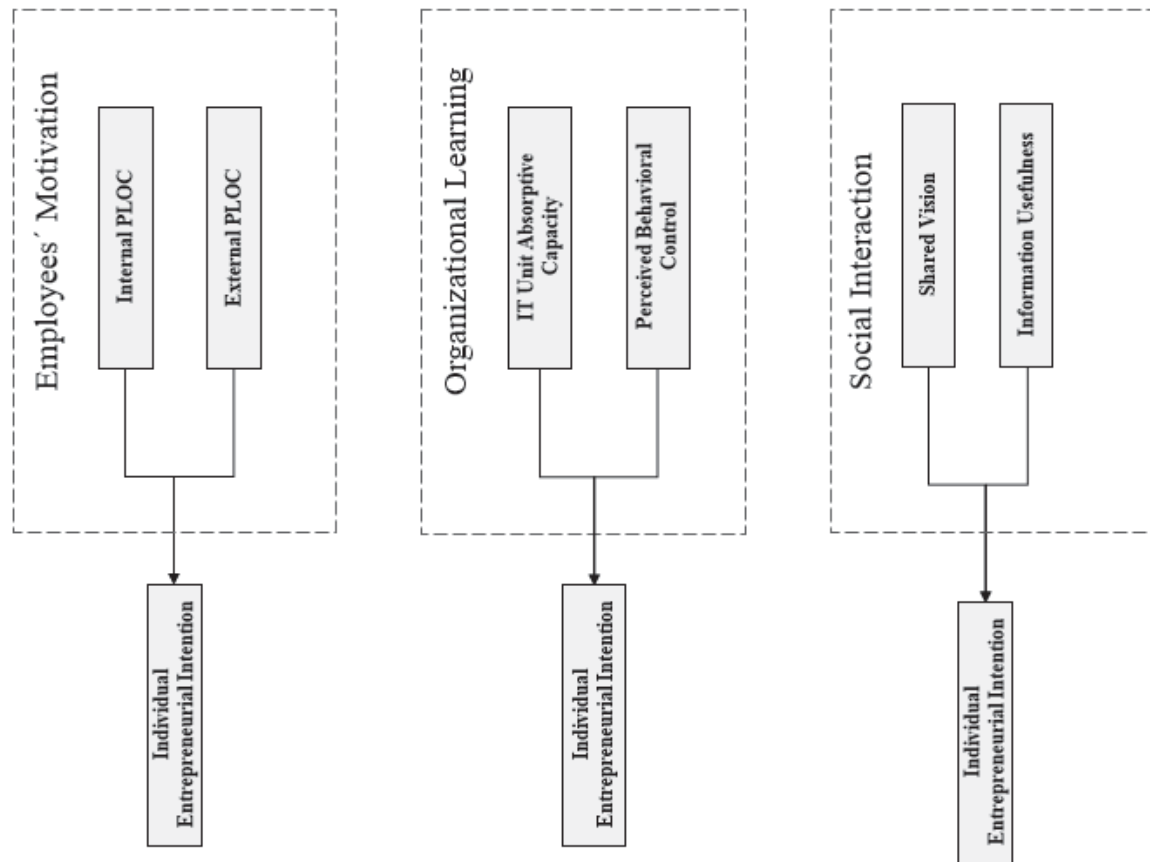 Employees´ Motivation
Internal PLOC
External PLOC
Individual
Entrepreneurial Intention
Organizational Learning
IT Unit Absorptive
Capacity
Perceived Behavioral
Control
Individual
Entrepreneurial Intention
Social Interaction
Shared Vision
Information Usefulness
Individual
Entrepreneurial Intention